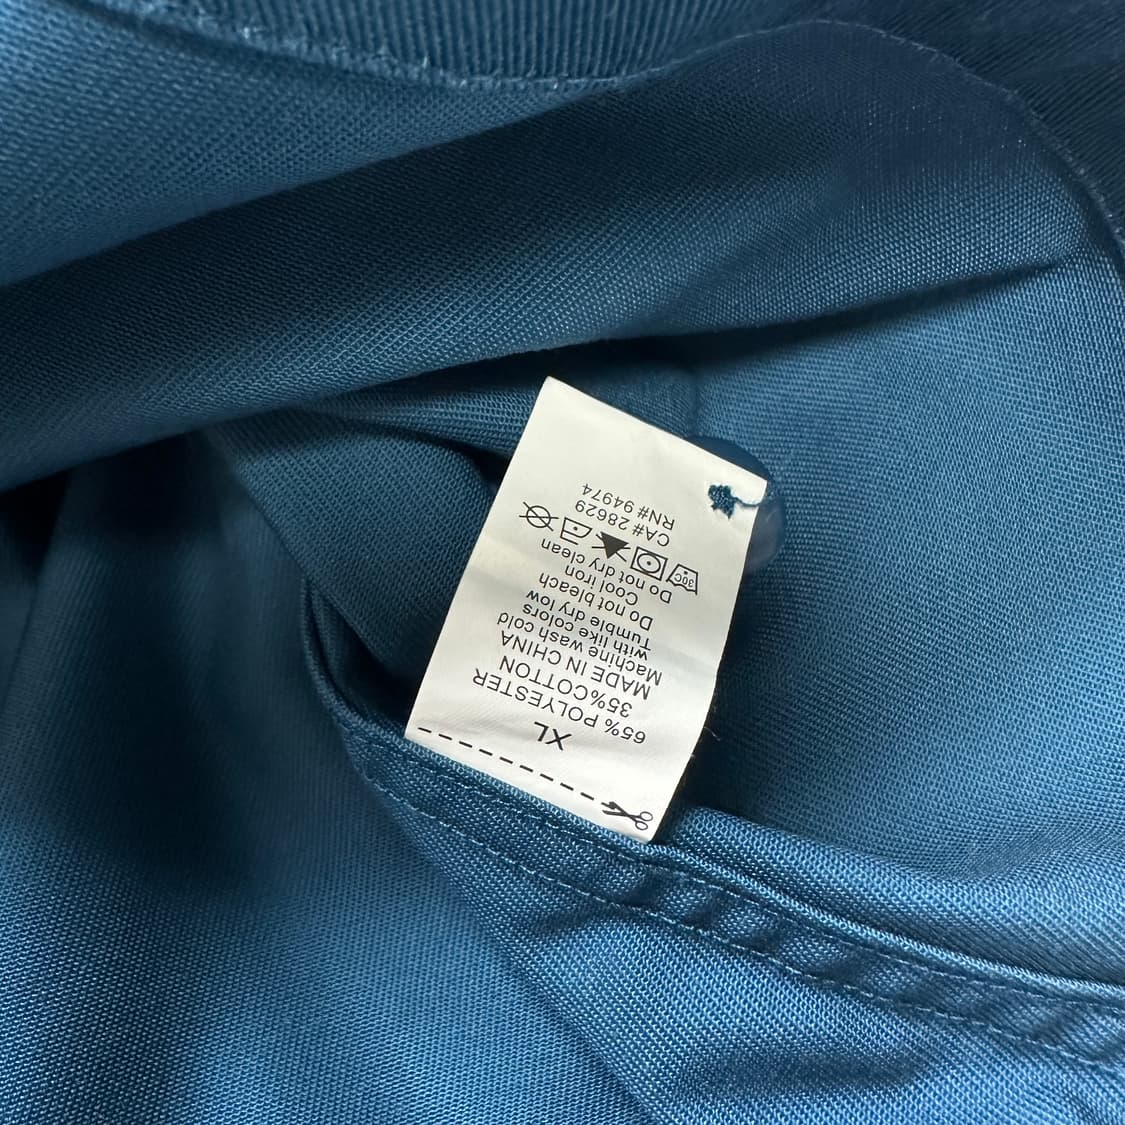 XL
65% POLYESTER
35%COTTON
MADE IN CHINA
Machine wash cold
with like colors
Tumble dry low
Do not bleach
Cool iron
Do not dry clean
30C
CA# 28629
RN# 94974